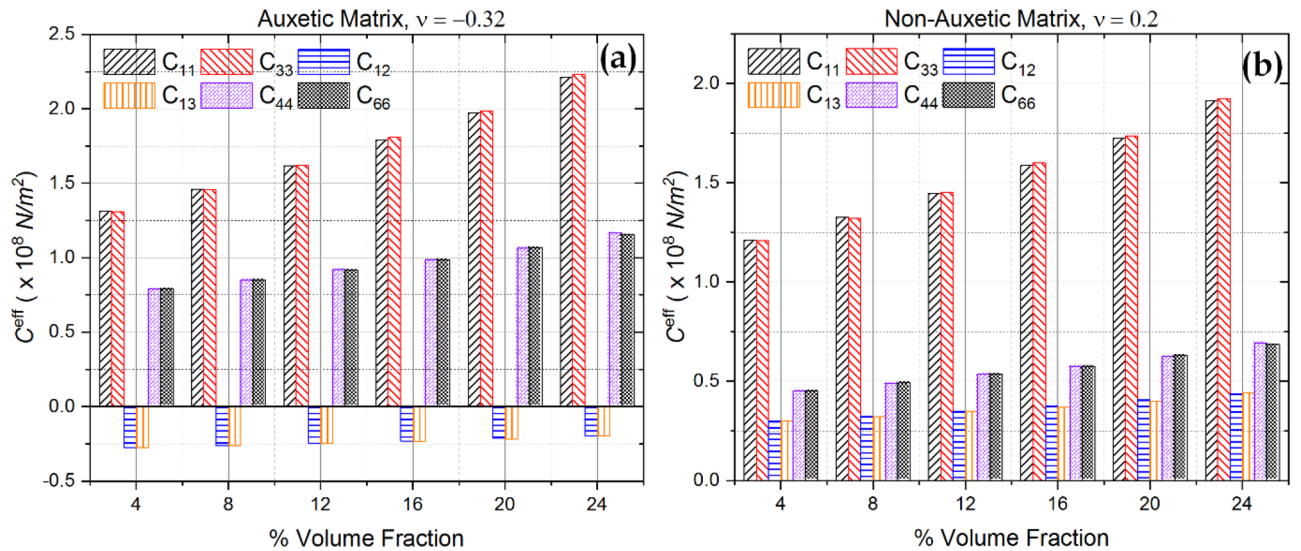 Auxetic Matrix, ν = −0.32
(a)
C11 C33 C12
C13 C44 C66
2.5
2.0
1.5
1.0
0.5
0.0
−0.5
C^eff ( x 10^8 N/m^2)
4 8 12 16 20 24
% Volume Fraction
Non-Auxetic Matrix, ν = 0.2
(b)
C11 C33 C12
C13 C44 C66
2.0
1.5
1.0
0.5
0.0
C^eff ( x 10^8 N/m^2)
4 8 12 16 20 24
% Volume Fraction